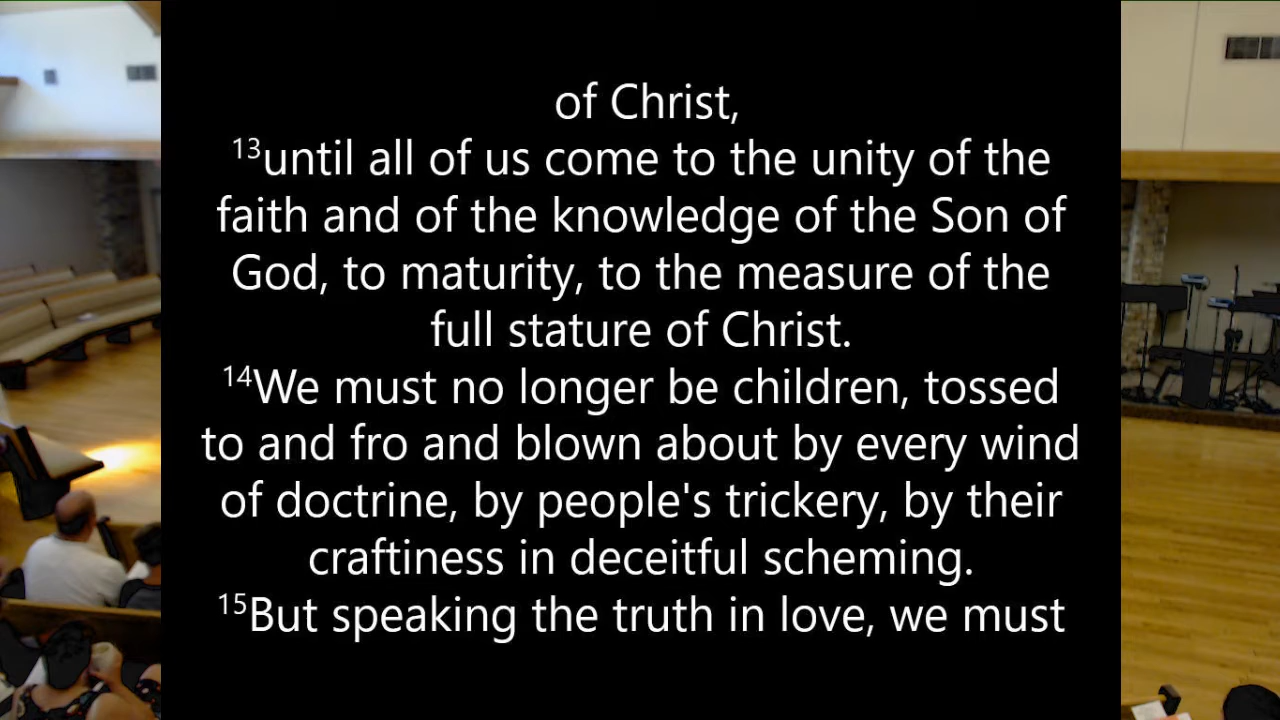 of Christ,
¹³until all of us come to the unity of the
faith and of the knowledge of the Son of
God, to maturity, to the measure of the
full stature of Christ.
¹⁴We must no longer be children, tossed
to and fro and blown about by every wind
of doctrine, by people's trickery, by their
craftiness in deceitful scheming.
¹⁵But speaking the truth in love, we must